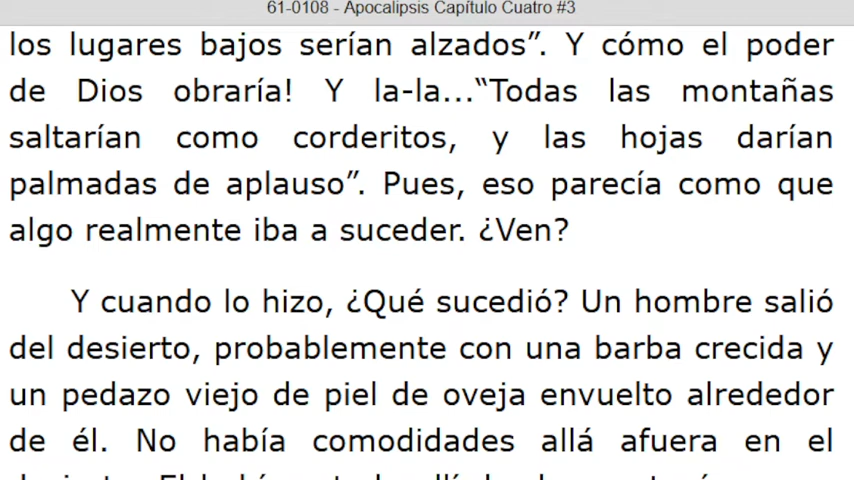 61-0108 - Apocalipsis Capítulo Cuatro #3
los lugares bajos serían alzados”. Y cómo el poder
de Dios obraría! Y la-la...“Todas las montañas
saltarían como corderitos, y las hojas darían
palmadas de aplauso”. Pues, eso parecía como que
algo realmente iba a suceder. ¿Ven?
Y cuando lo hizo, ¿Qué sucedió? Un hombre salió
del desierto, probablemente con una barba crecida y
un pedazo viejo de piel de oveja envuelto alrededor
de él. No había comodidades allá afuera en el